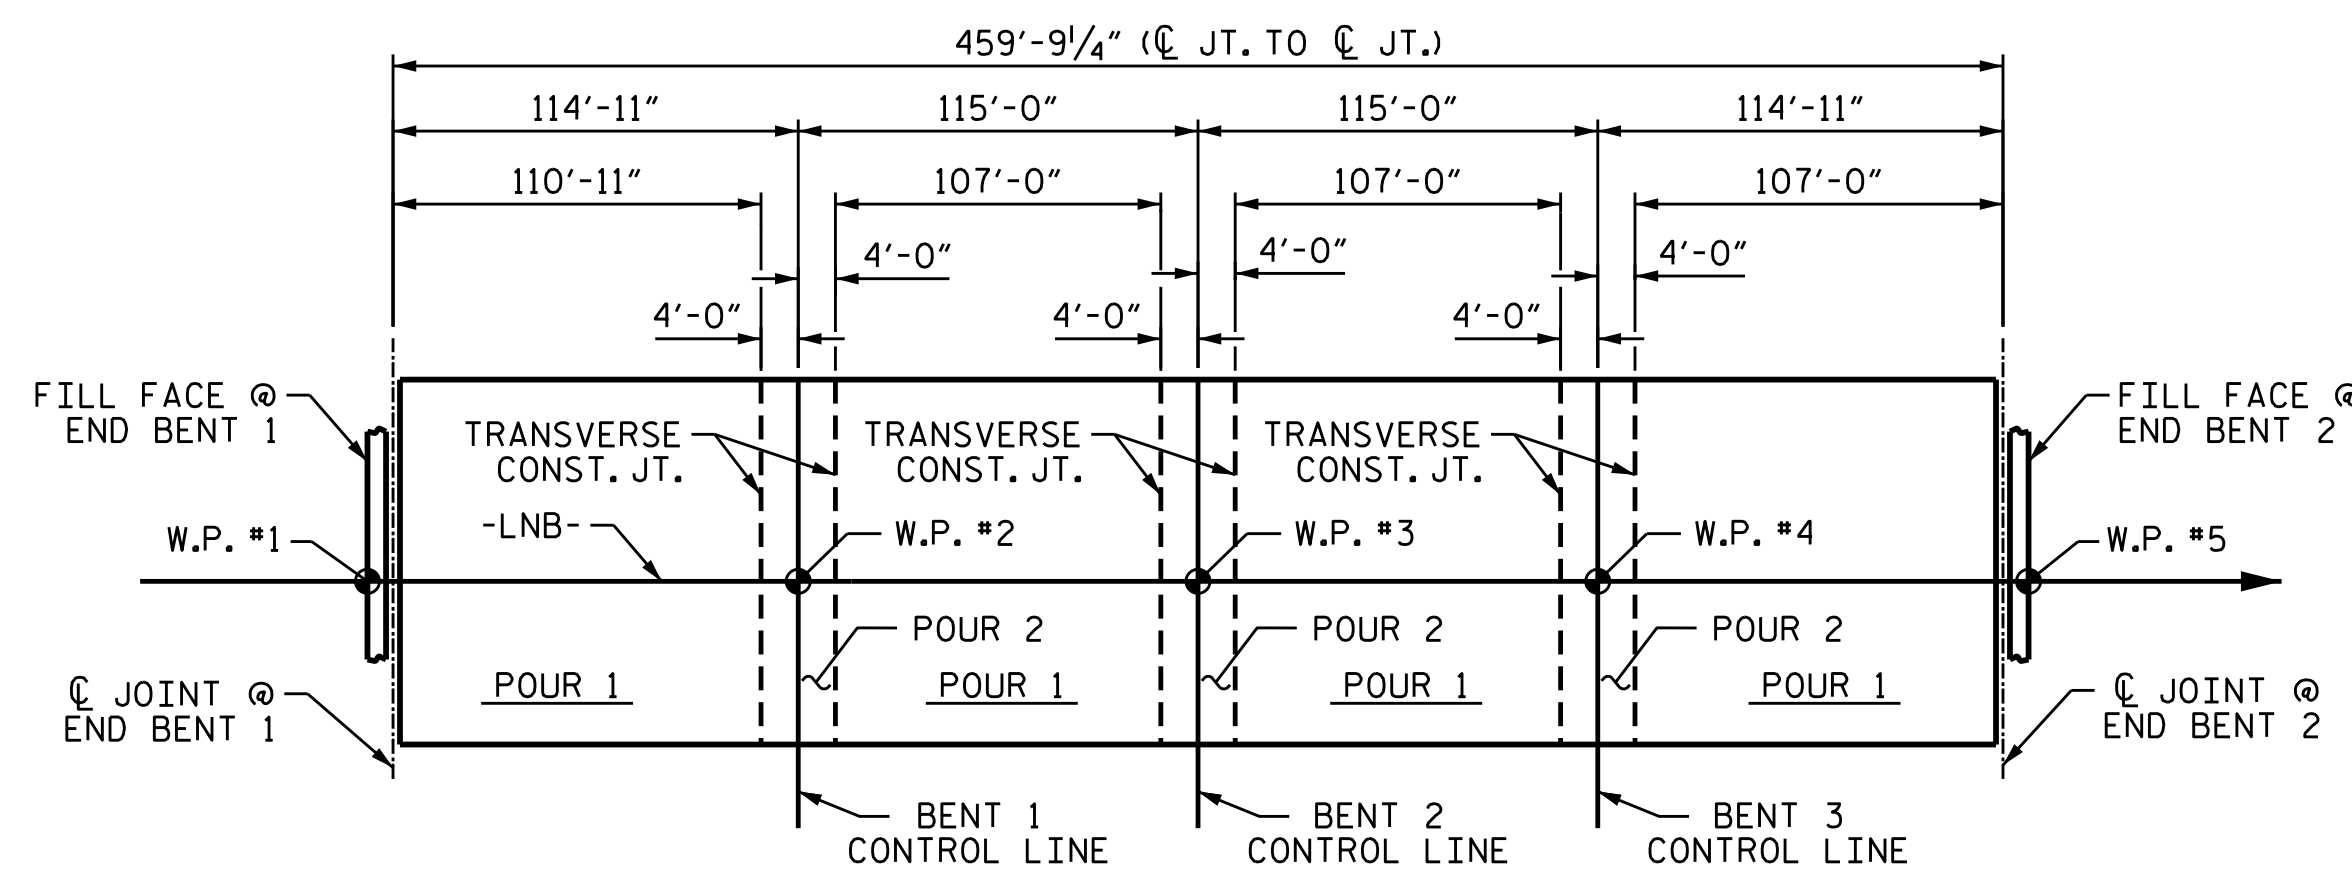 459'-9 1/4" (℄ JT. TO ℄ JT.)
114'-11"
115'-0"
115'-0"
114'-11"
110'-11"
107'-0"
107'-0"
107'-0"
4'-0"
4'-0"
4'-0"
4'-0"
4'-0"
4'-0"
FILL FACE @
END BENT 1
FILL FACE @
END BENT 2
TRANSVERSE
CONST. JT.
TRANSVERSE
CONST. JT.
TRANSVERSE
CONST. JT.
W.P. #1
-LNB-
W.P. #2
W.P. #3
W.P. #4
W.P. #5
POUR 2
POUR 2
POUR 2
POUR 1
POUR 1
POUR 1
POUR 1
℄ JOINT @
END BENT 1
℄ JOINT @
END BENT 2
BENT 1
CONTROL LINE
BENT 2
CONTROL LINE
BENT 3
CONTROL LINE